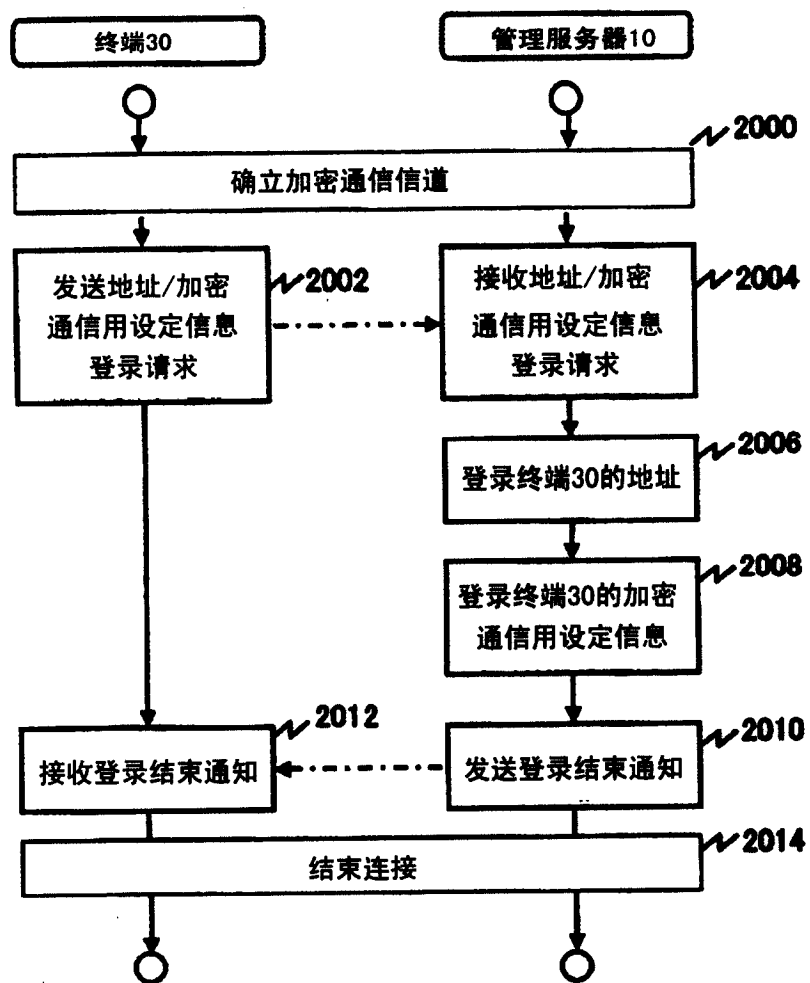 终端30
管理服务器10
2000
确立加密通信信道
发送地址/加密
通信用设定信息
登录请求
2002
接收地址/加密
通信用设定信息
登录请求
2004
2006
登录终端30的地址
2008
登录终端30的加密
通信用设定信息
2012
接收登录结束通知
2010
发送登录结束通知
2014
结束连接